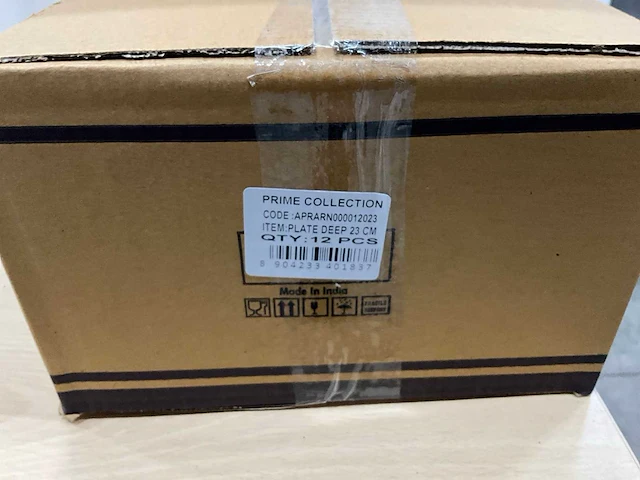 PRIME COLLECTION
CODE :APRARN000012023
ITEM:PLATE DEEP 23 CM
QTY:12 PCS
8 904233 401837
Made in India